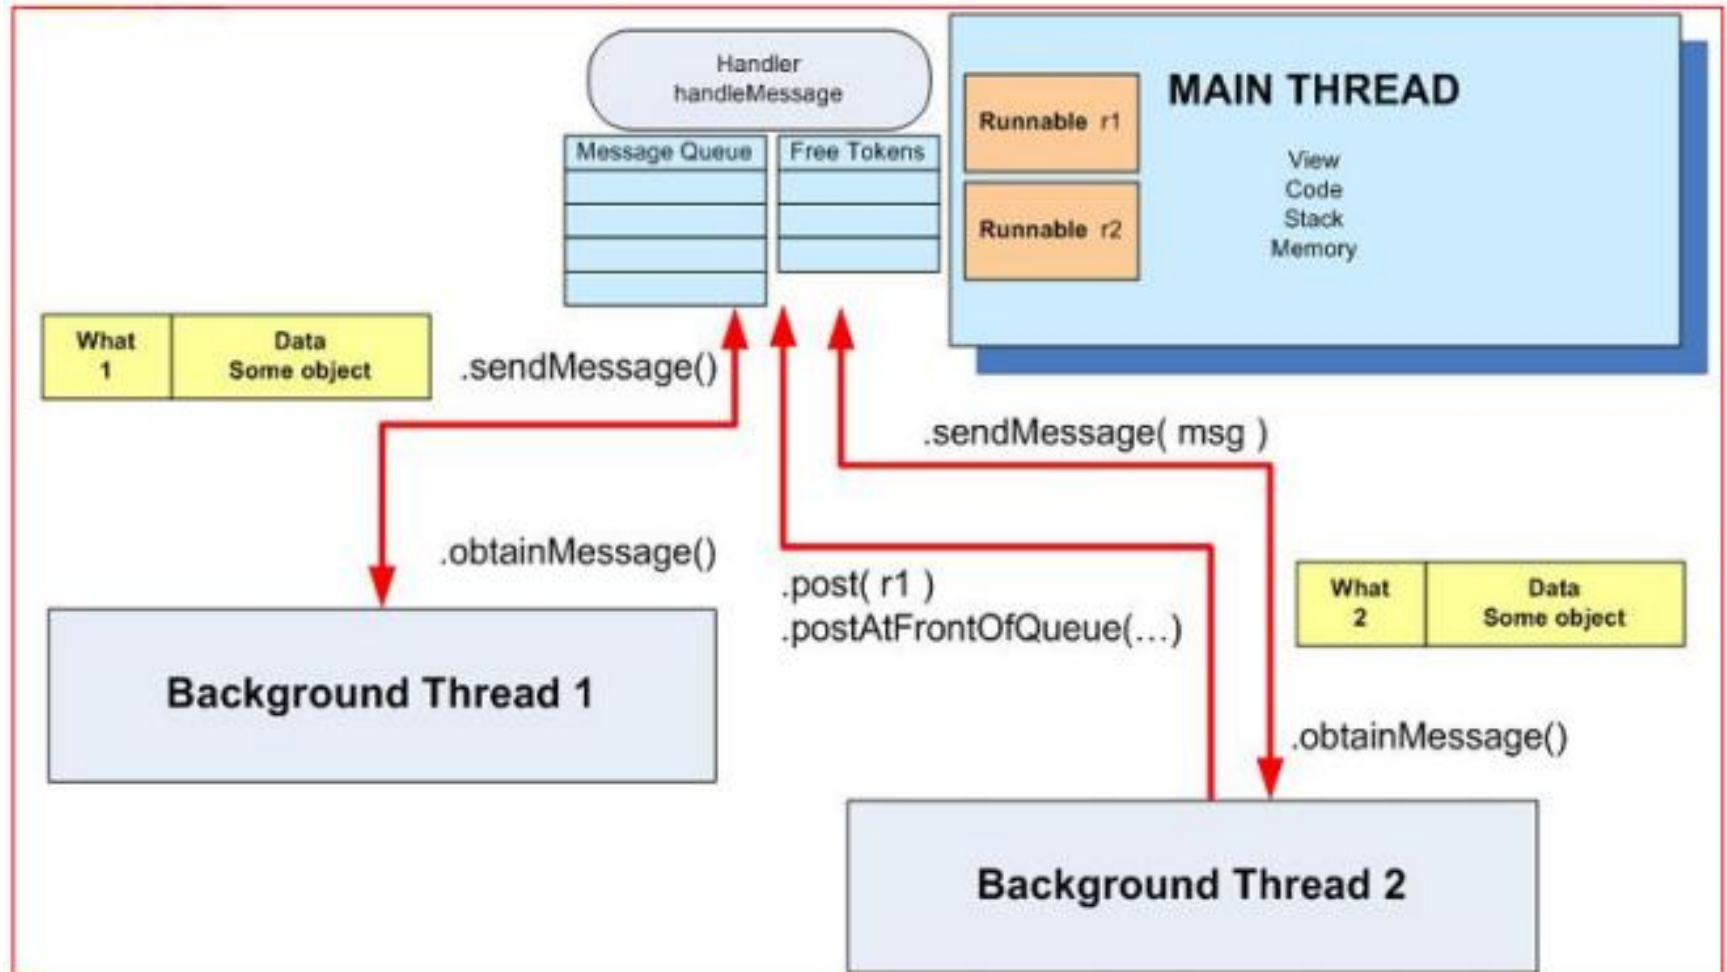 Handler
handleMessage
Message Queue
Free Tokens
Runnable r1
Runnable r2
MAIN THREAD
View
Code
Stack
Memory
What
1
Data
Some object
.sendMessage()
.sendMessage( msg )
.obtainMessage()
.post( r1 )
.postAtFrontOfQueue(...)
What
2
Data
Some object
Background Thread 1
.obtainMessage()
Background Thread 2